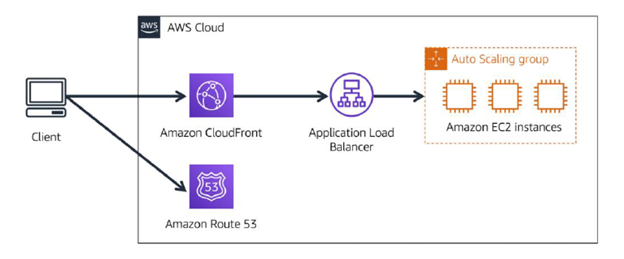 aws
AWS Cloud
Auto Scaling group
Client
Amazon CloudFront
Application Load
Balancer
Amazon EC2 instances
53
Amazon Route 53